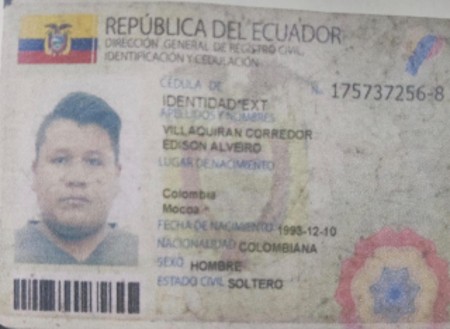 REPÚBLICA DEL ECUADOR
DIRECCIÓN GENERAL DE REGISTRO CIVIL,
IDENTIFICACIÓN Y CEDULACIÓN
CÉDULA DE N. 175737256-8
IDENTIDAD*EXT
APELLIDOS Y NOMBRES
VILLAQUIRAN CORREDOR
EDISON ALVEIRO
LUGAR DE NACIMIENTO
Colombia
Mocoa
FECHA DE NACIMIENTO 1993-12-10
NACIONALIDAD COLOMBIANA
SEXO HOMBRE
ESTADO CIVIL SOLTERO